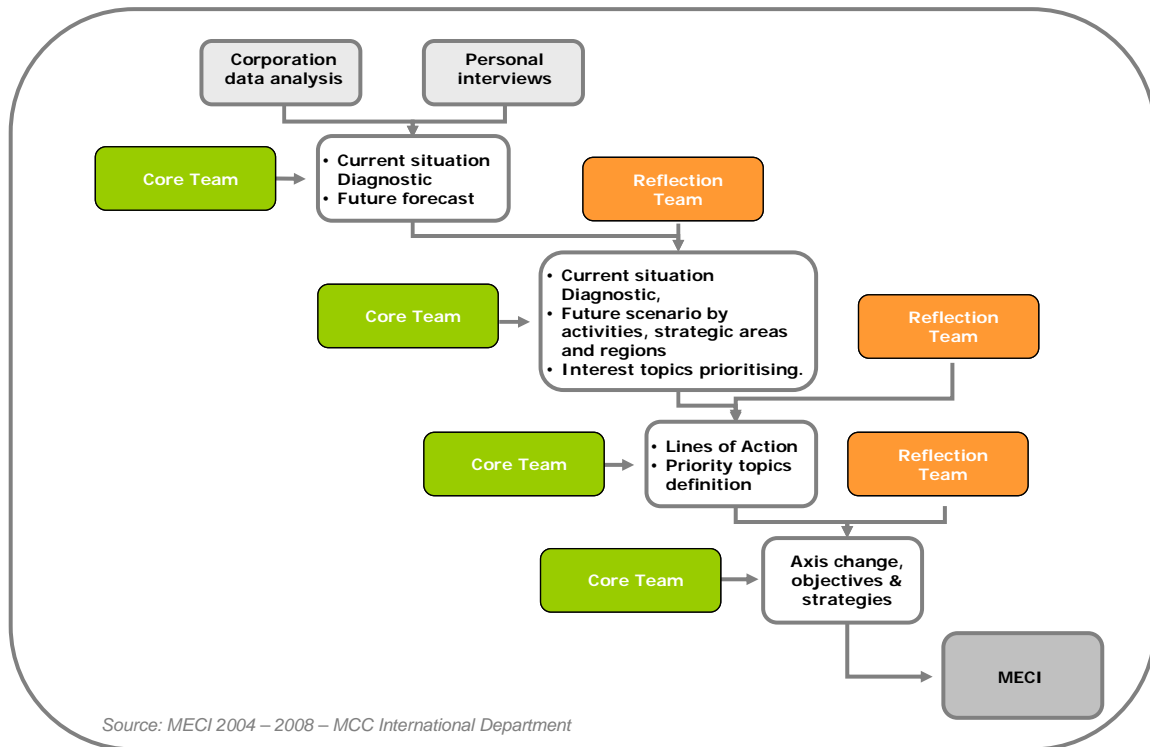 Corporation
data analysis
Personal
interviews
Core Team
• Current situation
Diagnostic
• Future forecast
Reflection
Team
Core Team
• Current situation
Diagnostic,
• Future scenario by
activities, strategic areas
and regions
• Interest topics prioritising.
Reflection
Team
Core Team
• Lines of Action
• Priority topics
definition
Reflection
Team
Core Team
Axis change,
objectives &
strategies
MECI
Source: MECI 2004 – 2008 – MCC International Department